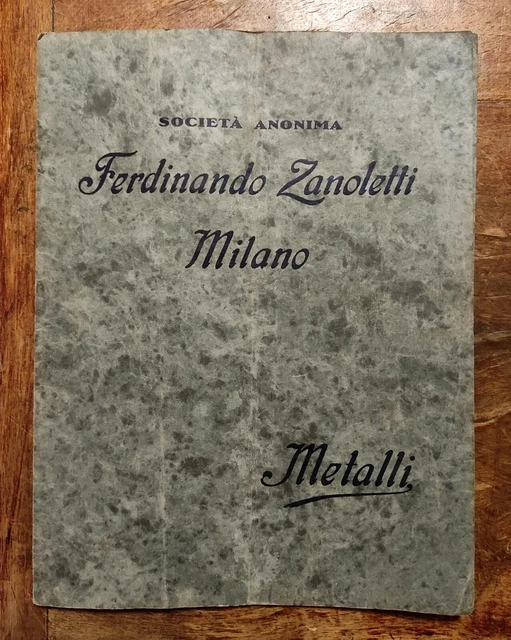 SOCIETÀ ANONIMA
Ferdinando Zanoletti
Milano
Metalli